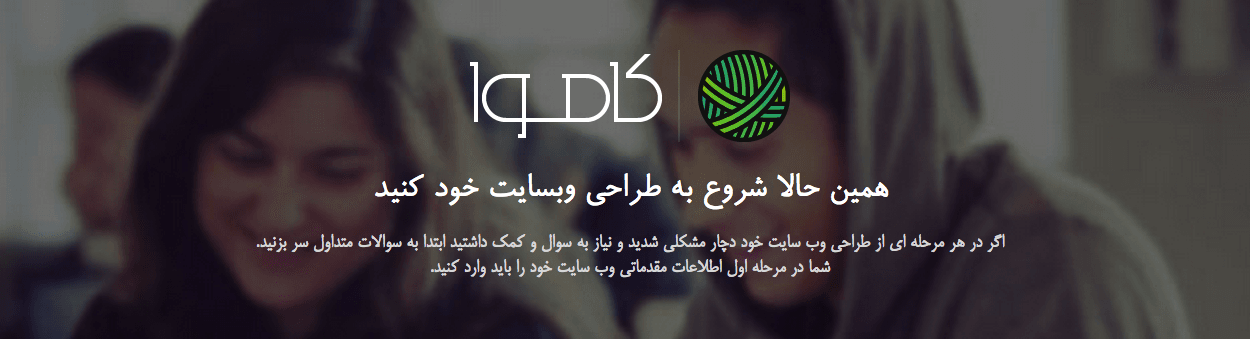 کاموا
همین حالا شروع به طراحی وبسایت خود کنید
اگر در هر مرحله ای از طراحی وب سایت خود دچار مشکلی شدید و نیاز به سوال و کمک داشتید ابتدا به سوالات متداول سر بزنید.
شما در مرحله اول اطلاعات مقدماتی وب سایت خود را باید وارد کنید.